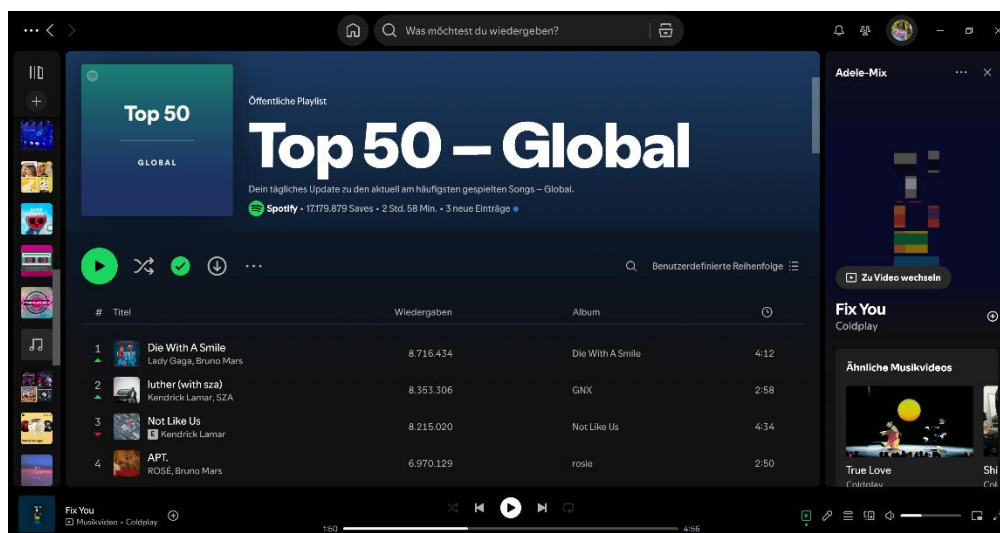 Was möchtest du wiedergeben?
Top 50
GLOBAL
Öffentliche Playlist
Top 50 – Global
Dein tägliches Update zu den aktuell am häufigsten gespielten Songs – Global.
Spotify • 17.179.879 Saves • 2 Std. 58 Min. • 3 neue Einträge
Benutzerdefinierte Reihenfolge
# Titel Wiedergaben Album
1 Die With A Smile 8.716.434 Die With A Smile 4:12
Lady Gaga, Bruno Mars
2 luther (with sza) 8.353.306 GNX 2:58
Kendrick Lamar, SZA
3 Not Like Us 8.215.020 Not Like Us 4:34
E Kendrick Lamar
4 APT. 6.970.129 rosie 2:50
ROSÉ, Bruno Mars
Adele-Mix
Zu Video wechseln
Fix You
Coldplay
Ähnliche Musikvideos
True Love
Coldplay
Shi
Col
Fix You
Musikvideo • Coldplay
1:50
4:56